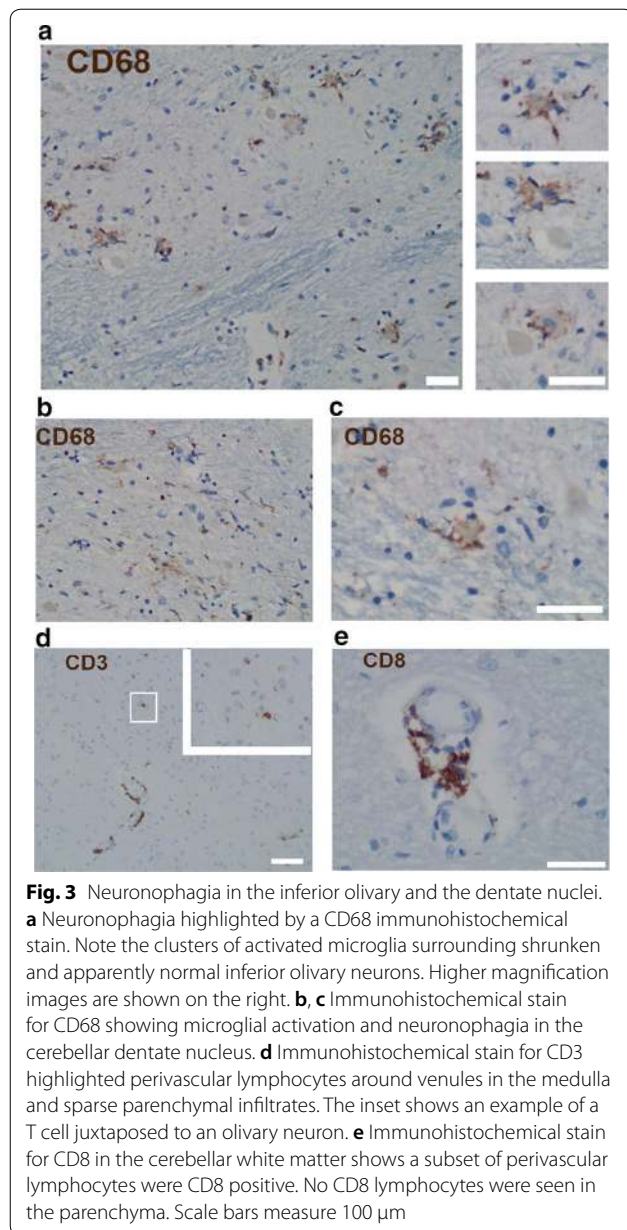 a
CD68
b
CD68
c
CD68
d
CD3
e
CD8
Fig. 3 Neuronophagia in the inferior olivary and the dentate nuclei.
a Neuronophagia highlighted by a CD68 immunohistochemical
stain. Note the clusters of activated microglia surrounding shrunken
and apparently normal inferior olivary neurons. Higher magnification
images are shown on the right. b, c Immunohistochemical stain
for CD68 showing microglial activation and neuronophagia in the
cerebellar dentate nucleus. d Immunohistochemical stain for CD3
highlighted perivascular lymphocytes around venules in the medulla
and sparse parenchymal infiltrates. The inset shows an example of a
T cell juxtaposed to an olivary neuron. e Immunohistochemical stain
for CD8 in the cerebellar white matter shows a subset of perivascular
lymphocytes were CD8 positive. No CD8 lymphocytes were seen in
the parenchyma. Scale bars measure 100 µm